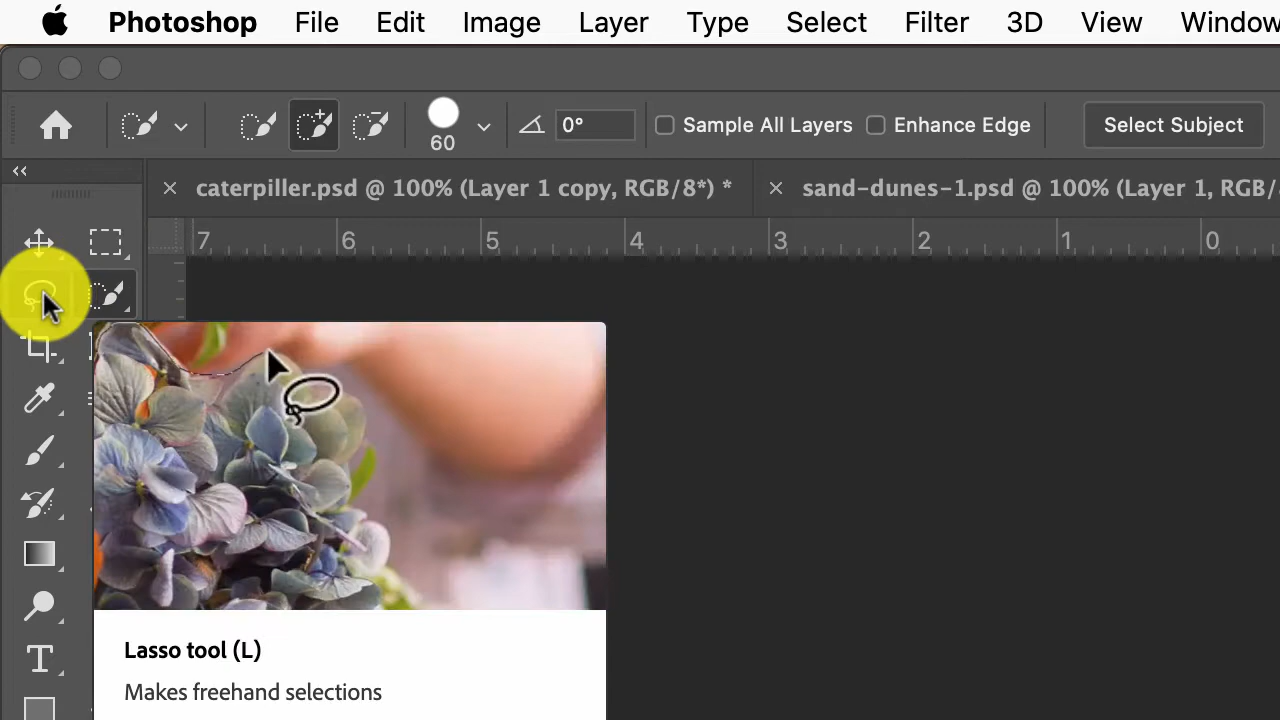 Photoshop File Edit Image Layer Type Select Filter 3D View Window
60 0° Sample All Layers Enhance Edge Select Subject
caterpiller.psd @ 100% (Layer 1 copy, RGB/8*) * sand-dunes-1.psd @ 100% (Layer 1, RGB/
7 6 5 4 3 2 1 0
Lasso tool (L)
Makes freehand selections